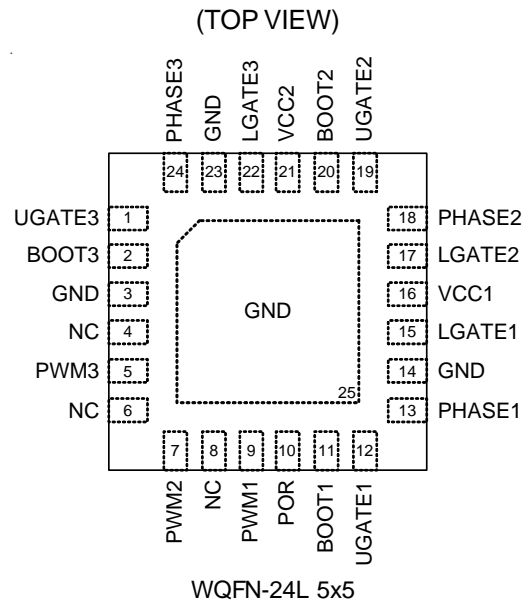 (TOP VIEW)
PHASE3
GND
LGATE3
VCC2
BOOT2
UGATE2
24
23
22
21
20
19
UGATE3
1
BOOT3
2
GND
3
NC
4
PWM3
5
NC
6
GND
25
18
PHASE2
17
LGATE2
16
VCC1
15
LGATE1
14
GND
13
PHASE1
7
8
9
10
11
12
PWM2
NC
PWM1
POR
BOOT1
UGATE1
WQFN-24L 5x5